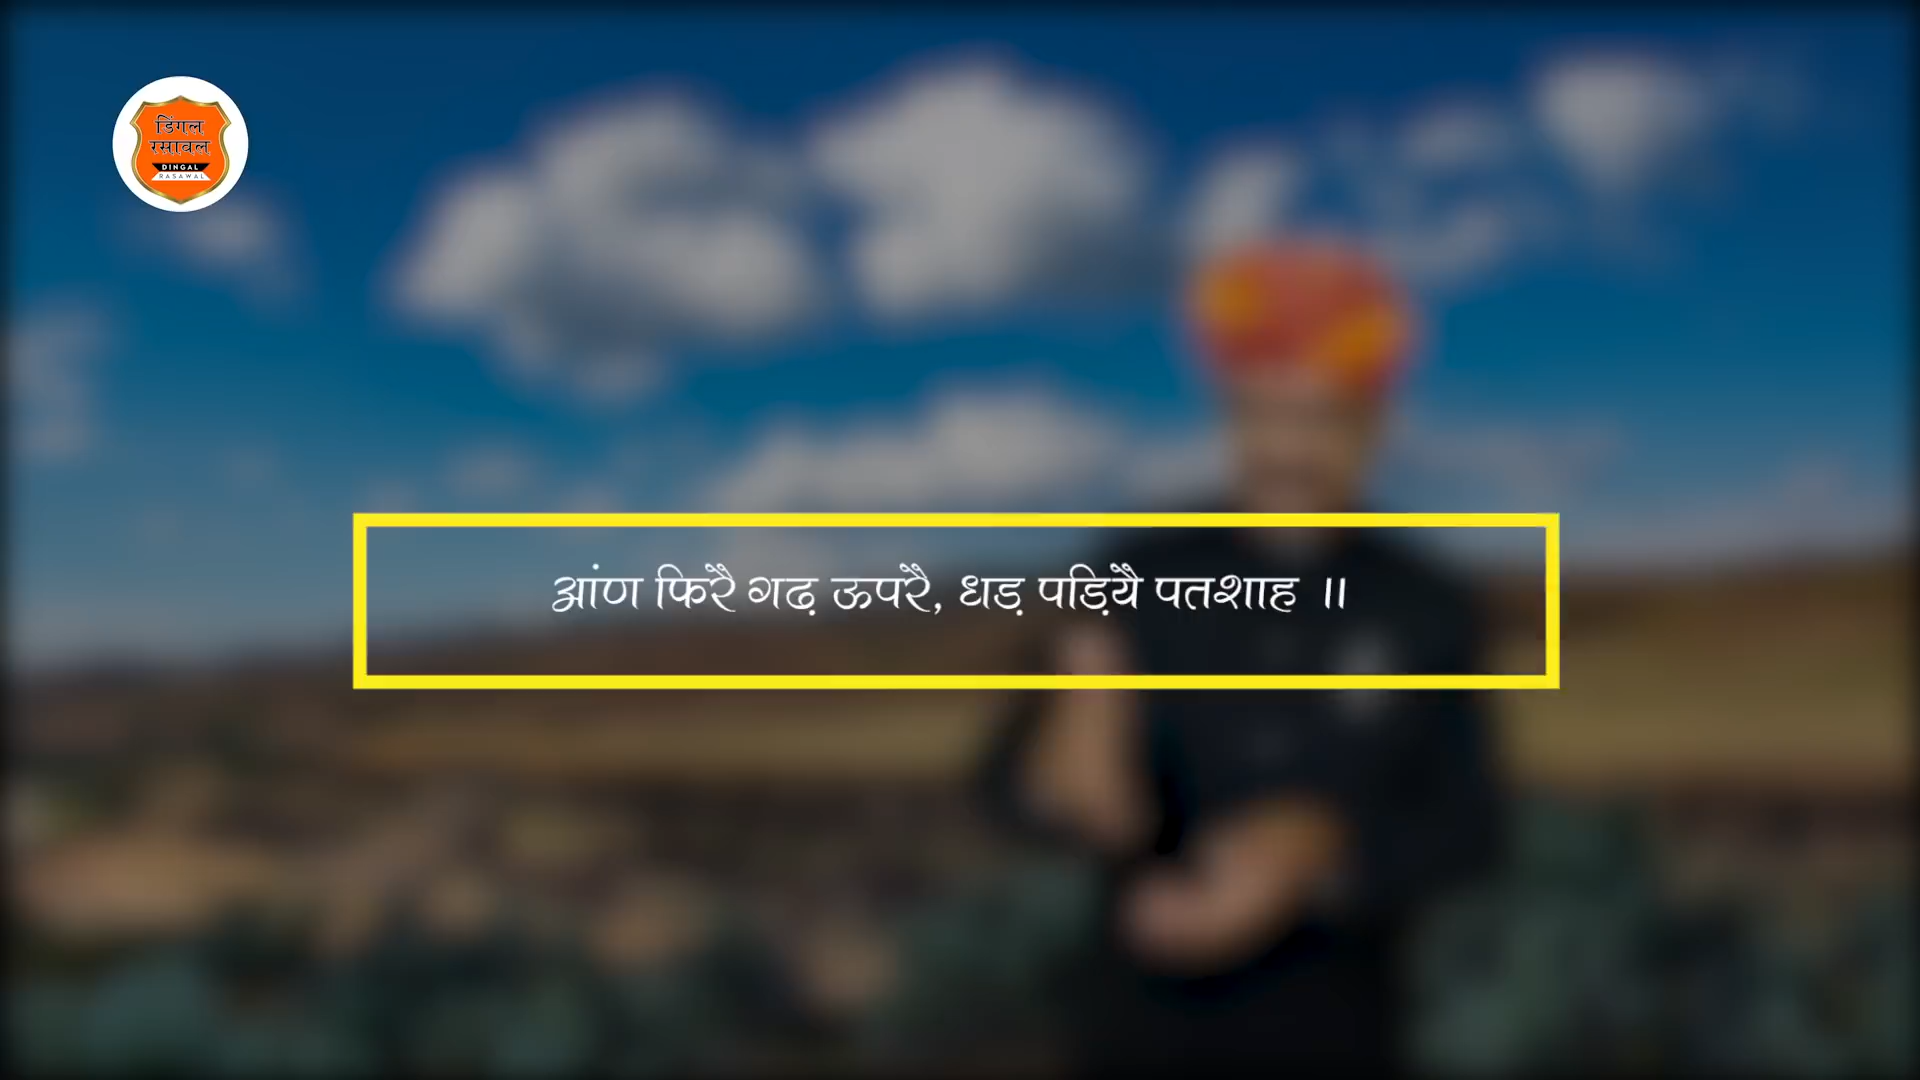 डिंगल
रसावल
DINGAL
RASAWAL
आंण फिरै गढ़ ऊपरै, धड़ पड़ियै पतशाह ॥